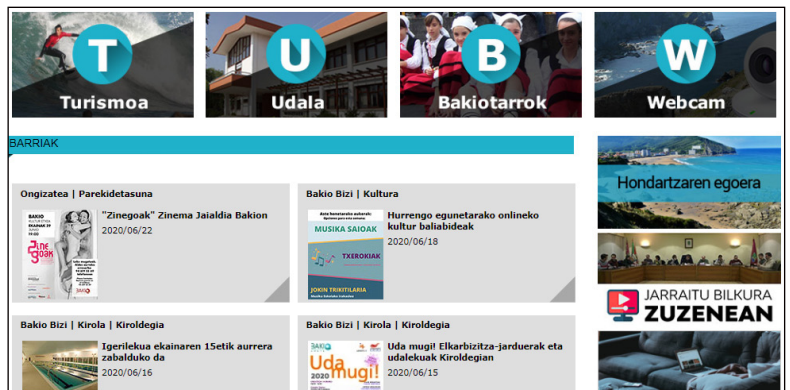 T
U
B
W
Turismoa
Udala
Bakiotarrok
Webcam
BARRIAK
Hondartzaren egoera
Ongizatea | Parekidetasuna
"Zinegoak" Zinema Jaialdia Bakion
2020/06/22
BAKIO
Bakio Bizi | Kultura
Hurrengo egunetarako onlineko
kultur baliabideak
2020/06/18
MUSIKA SAIOAK
TXEROKIAK
JOKIN TRIKITILARIA
JARRAITU BILKURA
ZUZENEAN
Bakio Bizi | Kirola | Kiroldegia
Igerilekua ekainaren 15etik aurrera
zabalduko da
2020/06/16
Bakio Bizi | Kirola | Kiroldegia
Uda mugi! Elkarbizitza-jarduerak eta
udalekuak Kiroldegian
2020/06/15
BAKIO
Uda
mugi!
2020